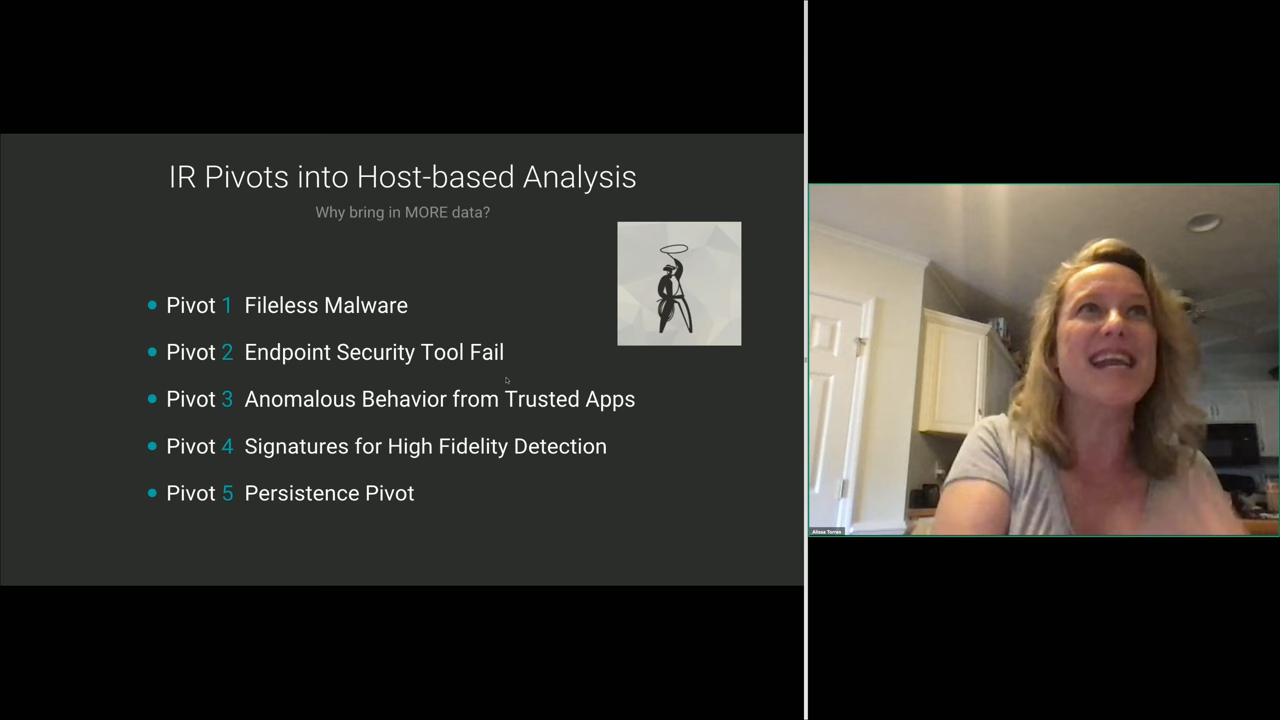 IR Pivots into Host-based Analysis
Why bring in MORE data?
Pivot 1 Fileless Malware
Pivot 2 Endpoint Security Tool Fail
Pivot 3 Anomalous Behavior from Trusted Apps
Pivot 4 Signatures for High Fidelity Detection
Pivot 5 Persistence Pivot
Alissa Torres